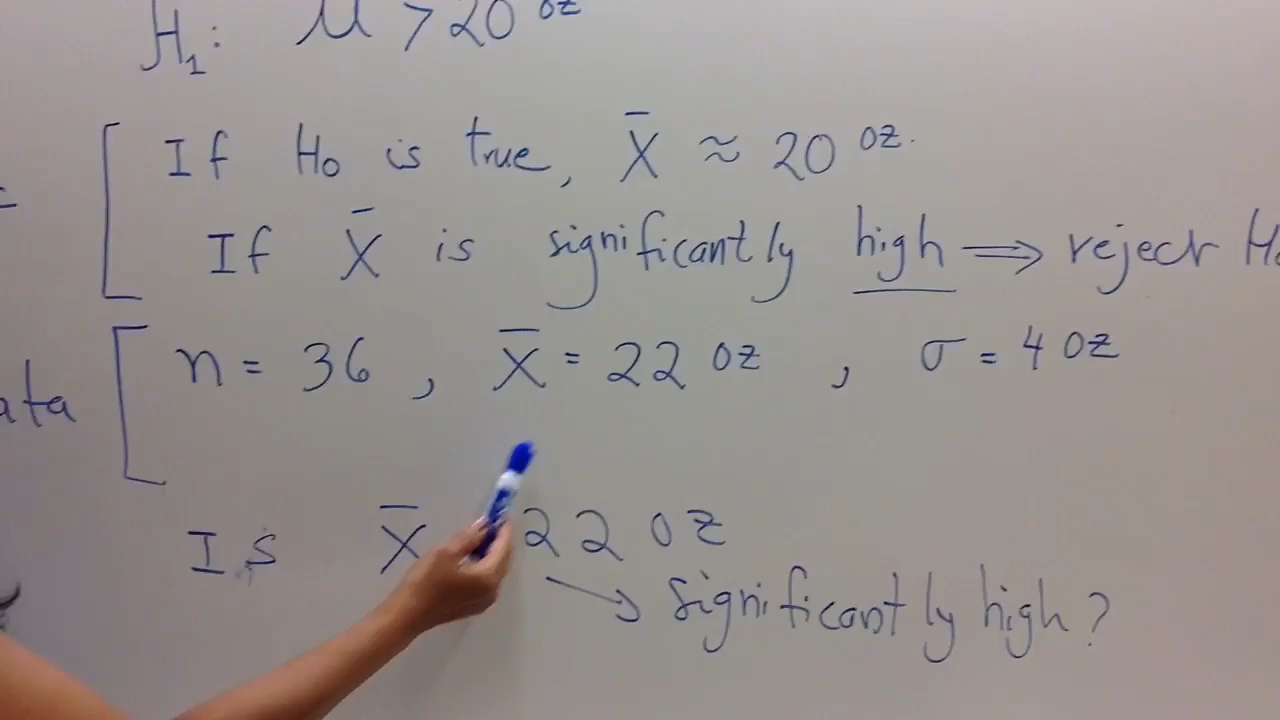 H₁: μ > 20 oz
If Ho is true, X̄ ≈ 20 oz.
If X̄ is significantly high ⟹ reject H₀
n = 36, X̄ = 22 oz, σ = 4 oz
Is X̄ 22 oz
→ significantly high?